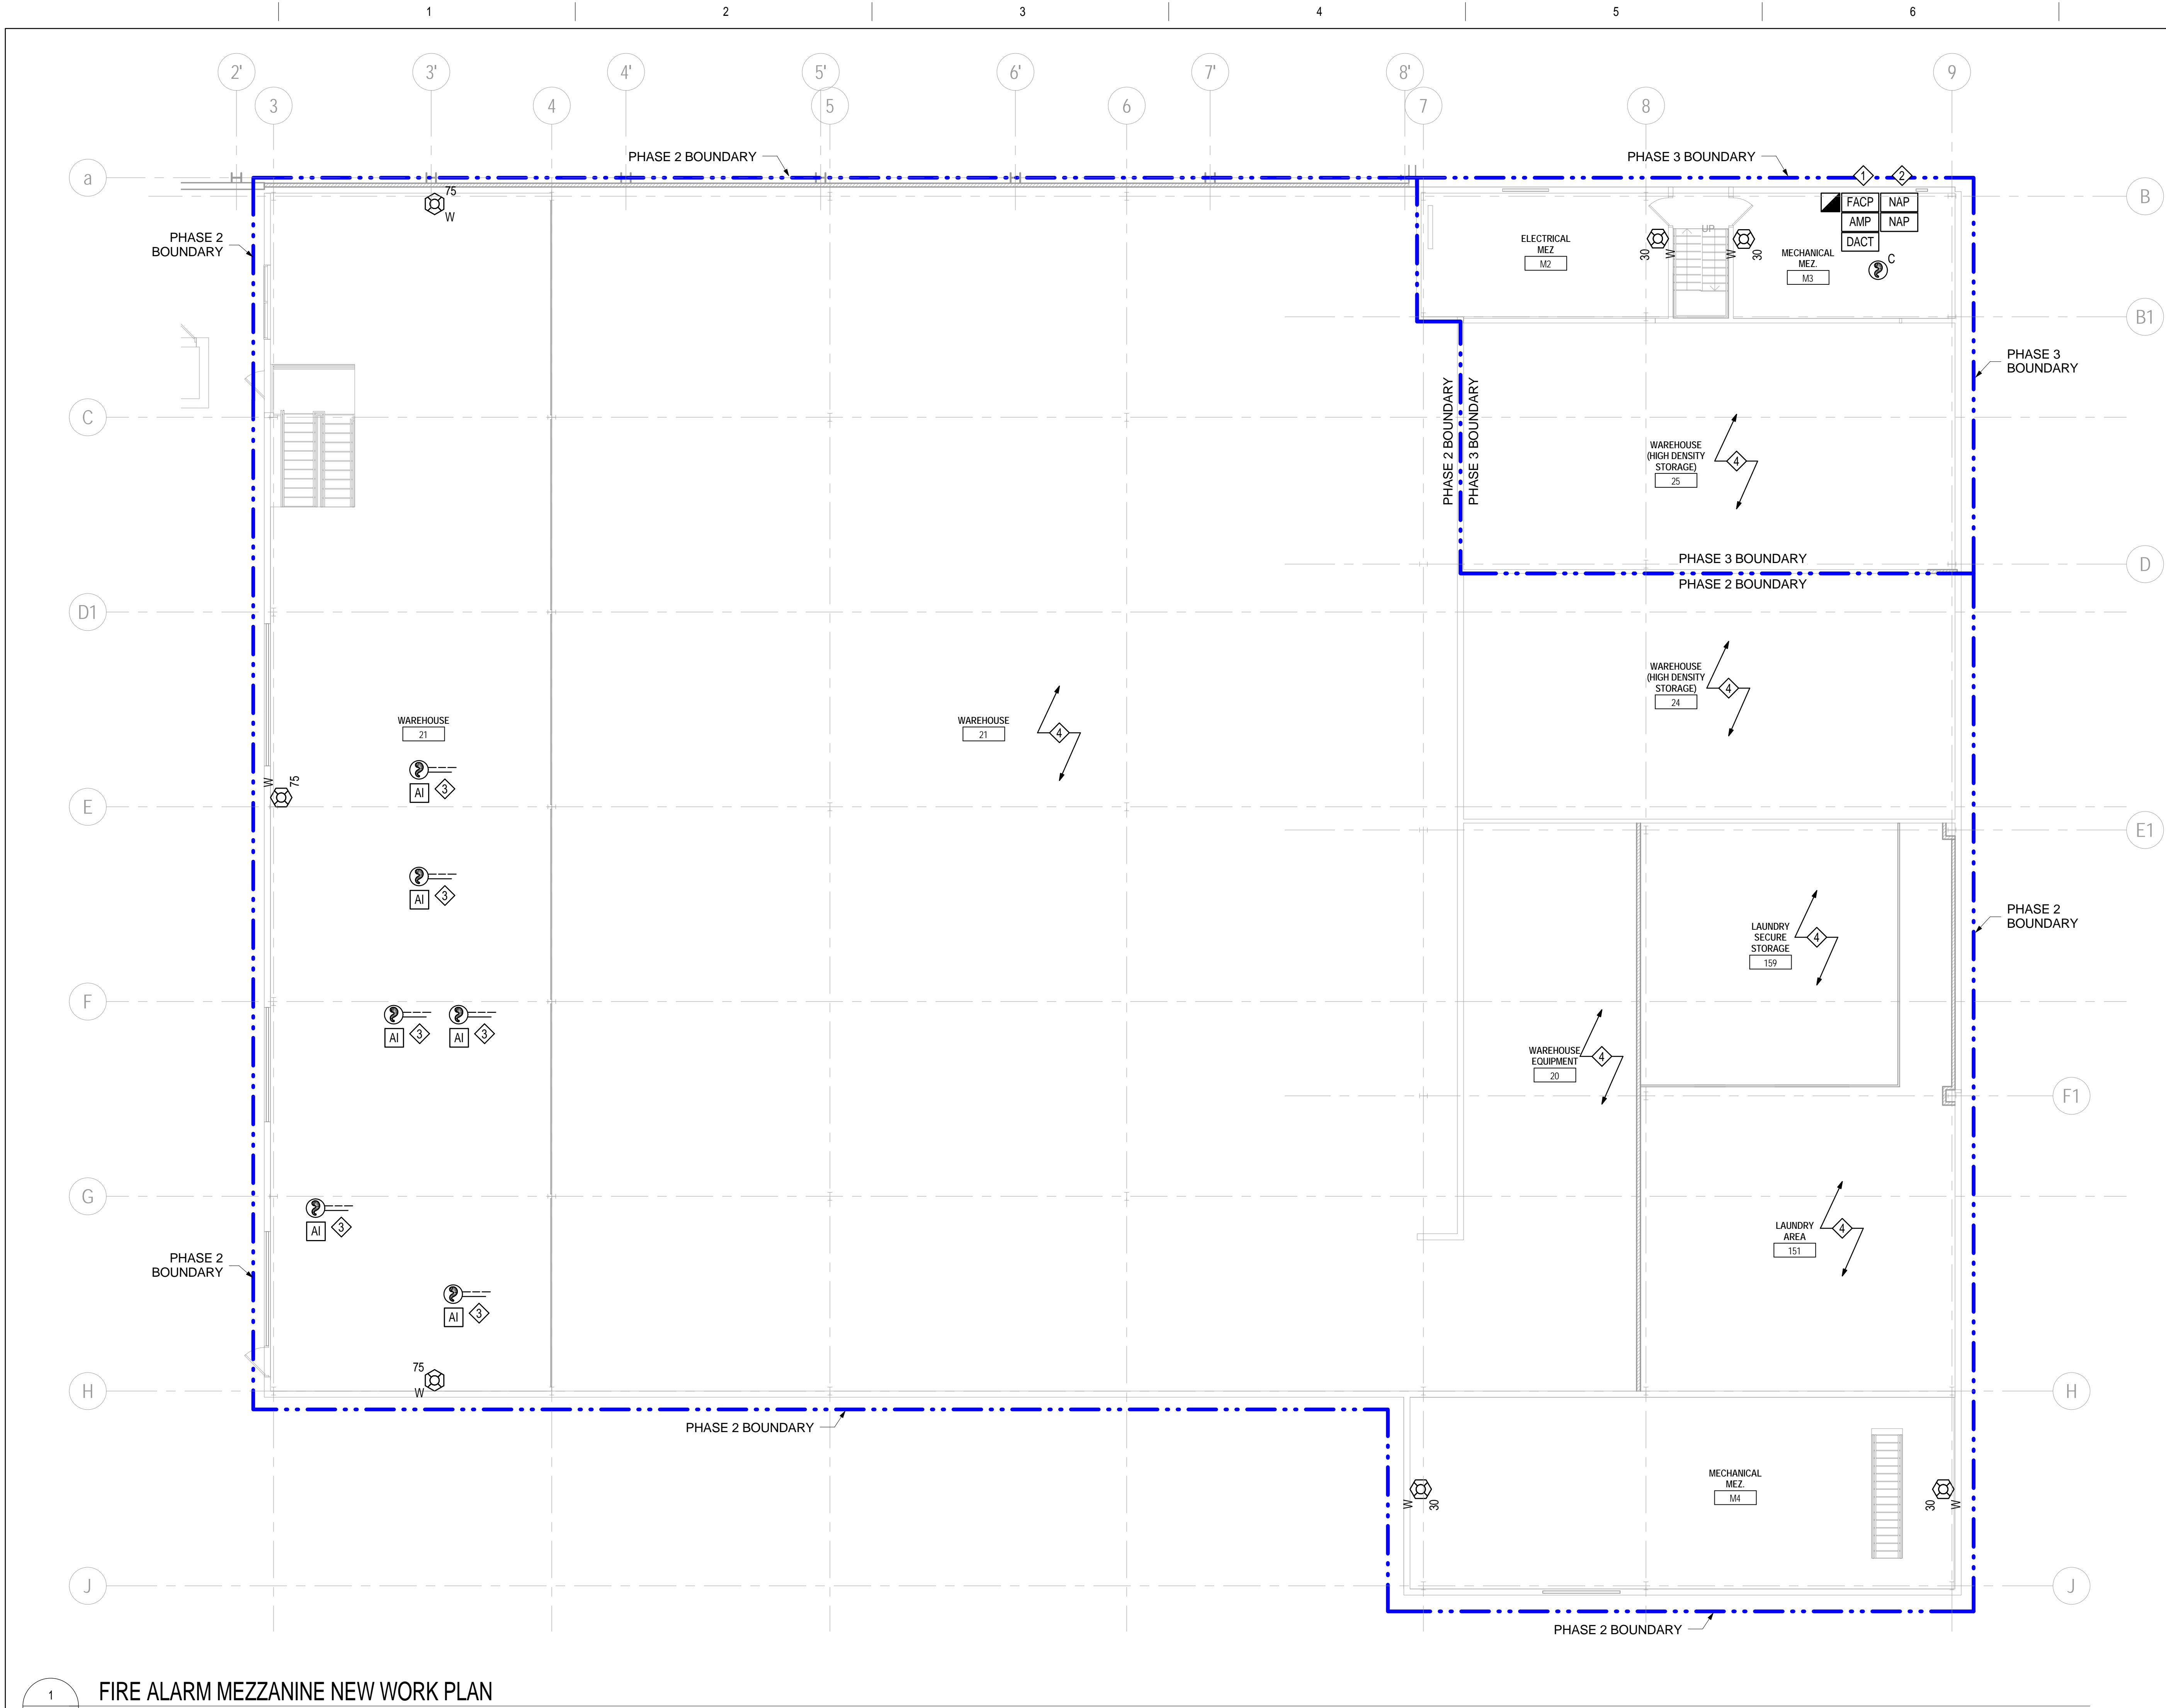 1 2 3 4 5 6
2' 3' 4' 5' 6' 7' 8' 9
3 4 5 6 7 8
PHASE 2 BOUNDARY
PHASE 3 BOUNDARY
a
1 2
B
75
W
FACP NAP
AMP NAP
DACT
C
PHASE 2
BOUNDARY
ELECTRICAL
MEZ
M2
30
W
UP
W
30
MECHANICAL
MEZ.
M3
B1
PHASE 3
BOUNDARY
C
PHASE 2 BOUNDARY
PHASE 3 BOUNDARY
WAREHOUSE
(HIGH DENSITY
STORAGE)
25
4
PHASE 3 BOUNDARY
D
PHASE 2 BOUNDARY
D1
WAREHOUSE
(HIGH DENSITY
STORAGE)
24
4
WAREHOUSE
21
WAREHOUSE
21
4
AI 3
W
75
E
E1
AI 3
PHASE 2
BOUNDARY
LAUNDRY
SECURE
STORAGE
159
4
F
AI 3
AI 3
WAREHOUSE
EQUIPMENT
20
4
F1
G
AI 3
LAUNDRY
AREA
151
4
PHASE 2
BOUNDARY
AI 3
75
W
H
H
PHASE 2 BOUNDARY
MECHANICAL
MEZ.
M4
W
30
30
W
J
J
PHASE 2 BOUNDARY
1
FIRE ALARM MEZZANINE NEW WORK PLAN